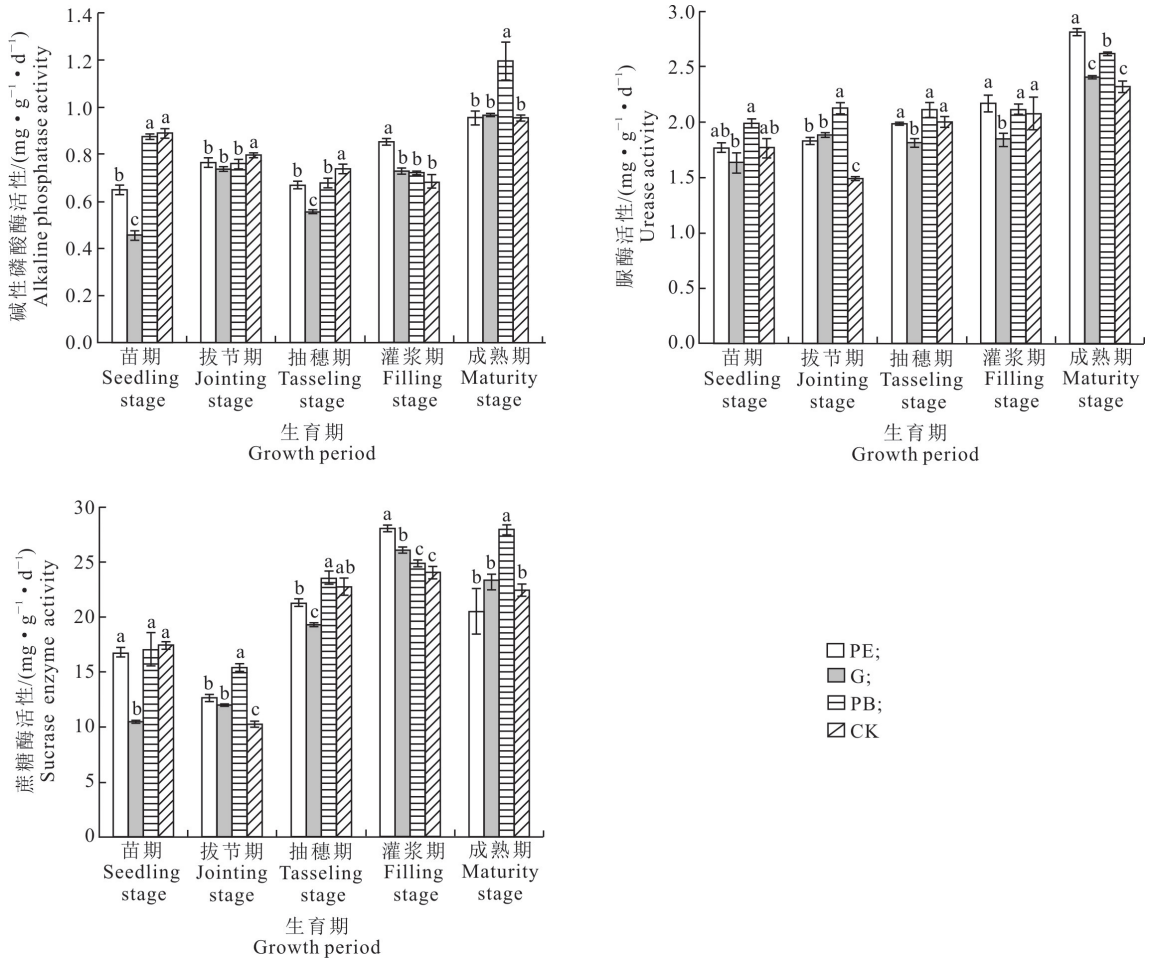 碱性磷酸酶活性/(mg·g⁻¹·d⁻¹)
Alkaline phosphatase activity
1.4
1.2
1.0
0.8
0.6
0.4
0.2
0.0
b c a a
b b b a
b c b a
a b b b
b b a b
苗期 拔节期 抽穗期 灌浆期 成熟期
Seedling Jointing Tasseling Filling Maturity
stage stage stage stage stage
生育期
Growth period
脲酶活性/(mg·g⁻¹·d⁻¹)
Urease activity
3.0
2.5
2.0
1.5
1.0
0.5
0.0
ab b a ab
b b a c
a b a a
a b a a
a c b c
苗期 拔节期 抽穗期 灌浆期 成熟期
Seedling Jointing Tasseling Filling Maturity
stage stage stage stage stage
生育期
Growth period
蔗糖酶活性/(mg·g⁻¹·d⁻¹)
Sucrase enzyme activity
30
25
20
15
10
5
0
a b a a
b b a c
b c a ab
a b c c
b b a b
苗期 拔节期 抽穗期 灌浆期 成熟期
Seedling Jointing Tasseling Filling Maturity
stage stage stage stage stage
生育期
Growth period
PE;
G;
PB;
CK